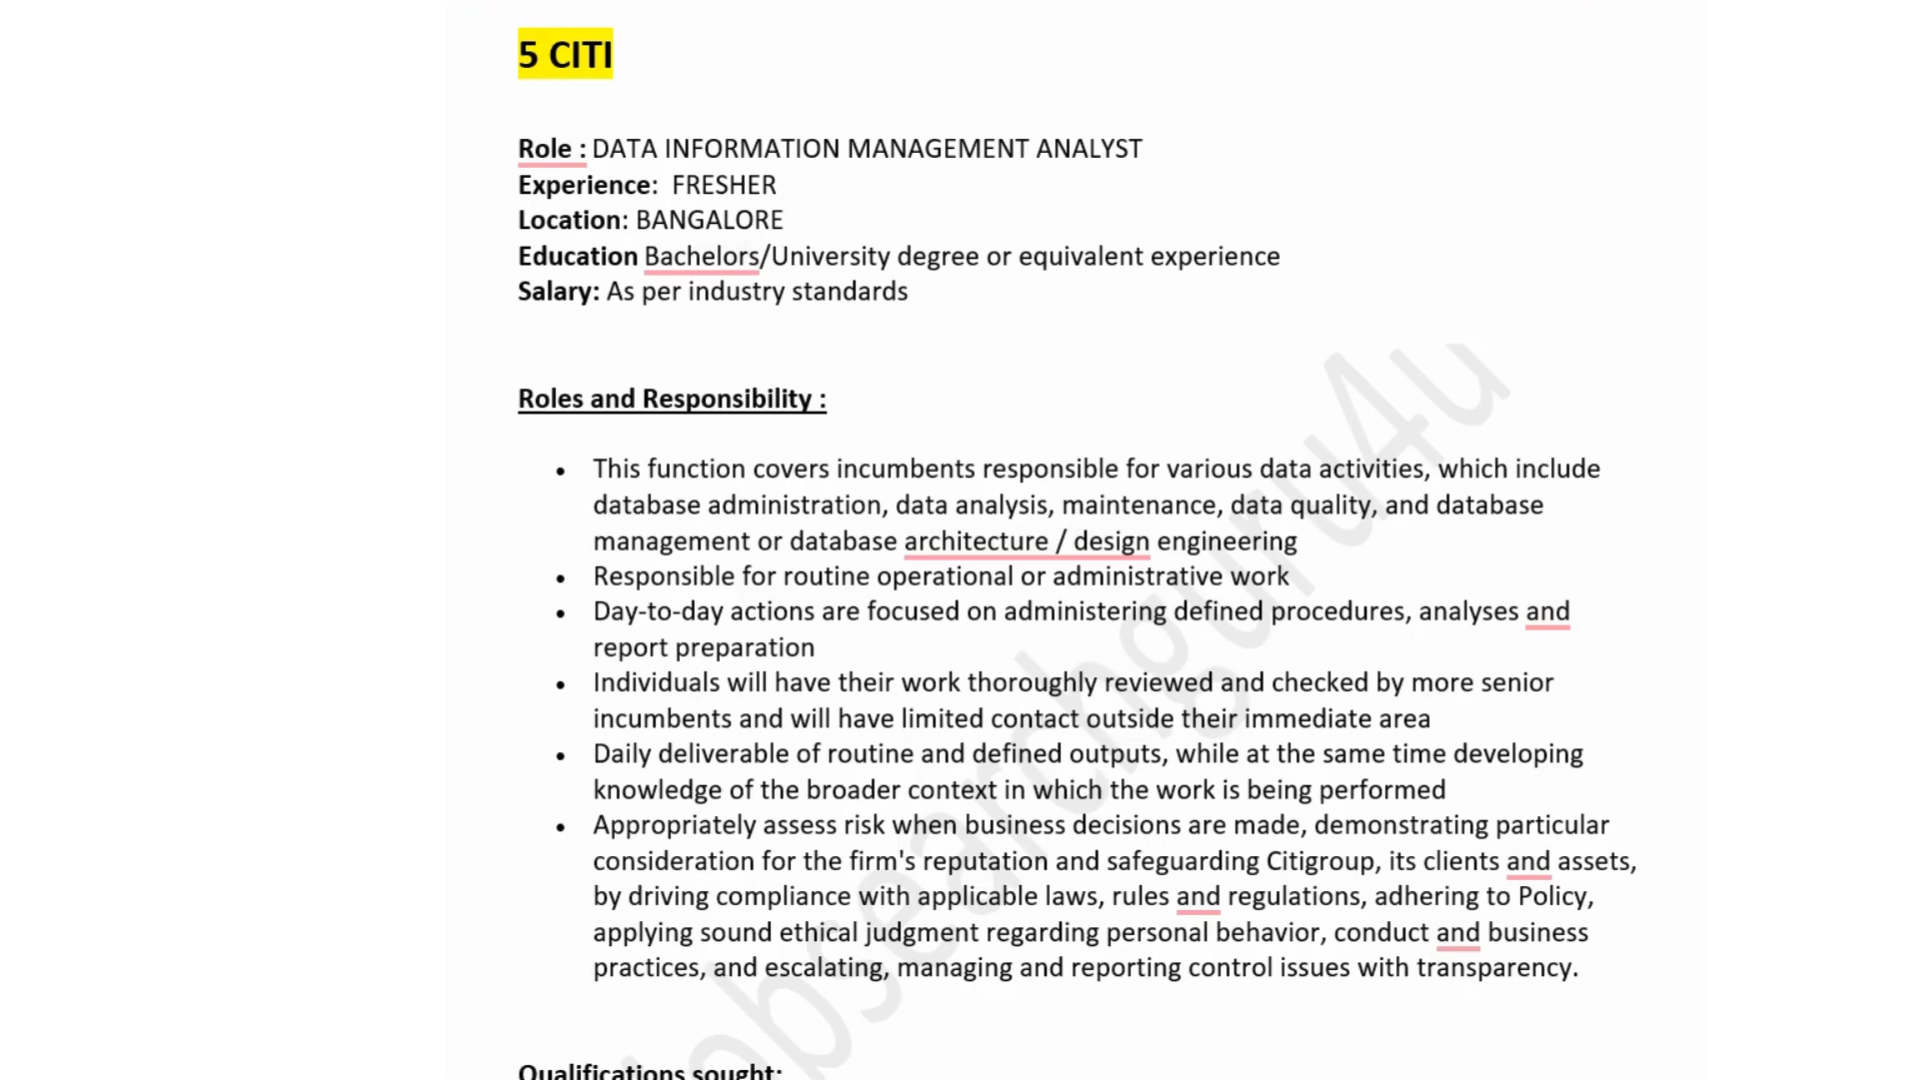 5 CITI
Role : DATA INFORMATION MANAGEMENT ANALYST
Experience: FRESHER
Location: BANGALORE
Education Bachelors/University degree or equivalent experience
Salary: As per industry standards
Roles and Responsibility :
• This function covers incumbents responsible for various data activities, which include
database administration, data analysis, maintenance, data quality, and database
management or database architecture / design engineering
• Responsible for routine operational or administrative work
• Day-to-day actions are focused on administering defined procedures, analyses and
report preparation
• Individuals will have their work thoroughly reviewed and checked by more senior
incumbents and will have limited contact outside their immediate area
• Daily deliverable of routine and defined outputs, while at the same time developing
knowledge of the broader context in which the work is being performed
• Appropriately assess risk when business decisions are made, demonstrating particular
consideration for the firm's reputation and safeguarding Citigroup, its clients and assets,
by driving compliance with applicable laws, rules and regulations, adhering to Policy,
applying sound ethical judgment regarding personal behavior, conduct and business
practices, and escalating, managing and reporting control issues with transparency.
Qualifications sought:
jobsearchguru4u